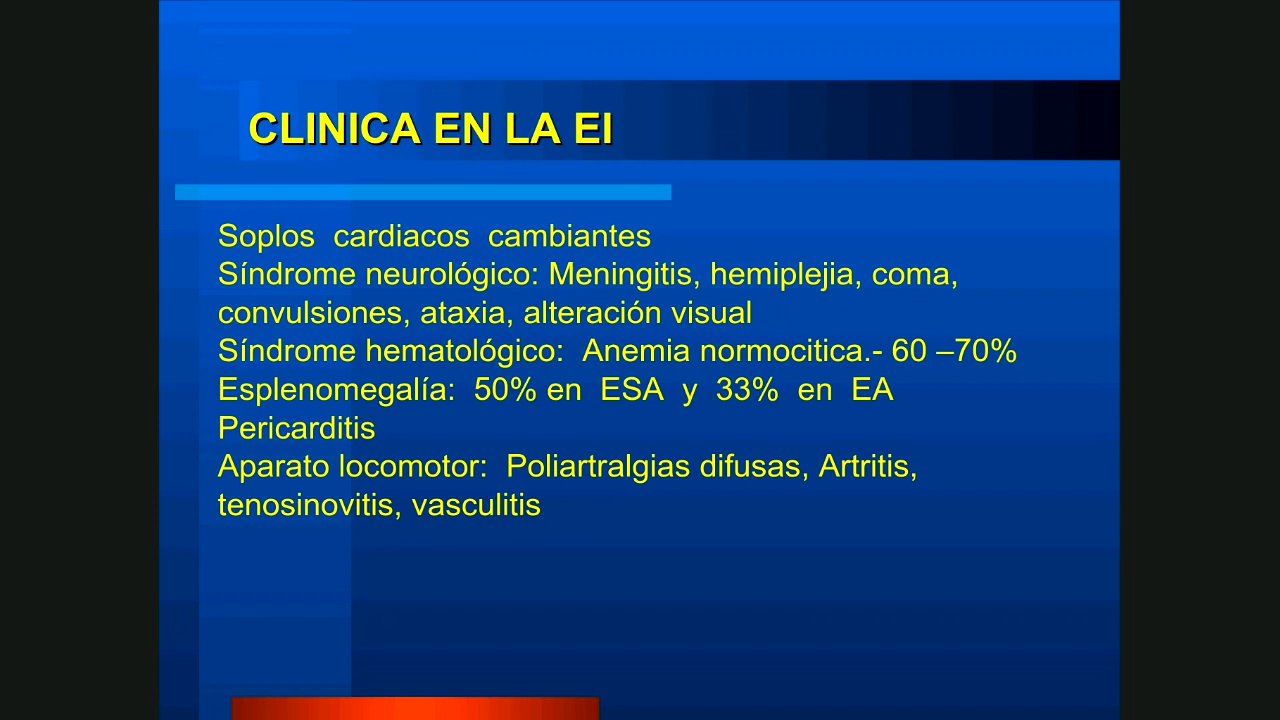 CLINICA EN LA EI
Soplos cardiacos cambiantes
Síndrome neurológico: Meningitis, hemiplejia, coma,
convulsiones, ataxia, alteración visual
Síndrome hematológico: Anemia normocitica.- 60 –70%
Esplenomegalía: 50% en ESA y 33% en EA
Pericarditis
Aparato locomotor: Poliartralgias difusas, Artritis,
tenosinovitis, vasculitis